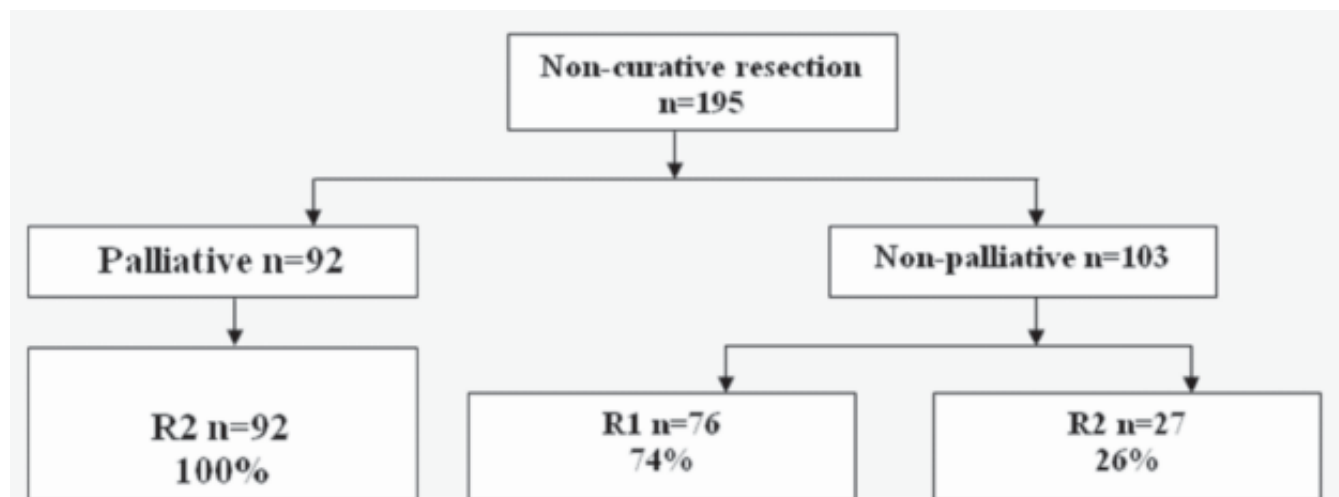 Non-curative resection
n=195
Palliative n=92
Non-palliative n=103
R2 n=92
100%
R1 n=76
74%
R2 n=27
26%